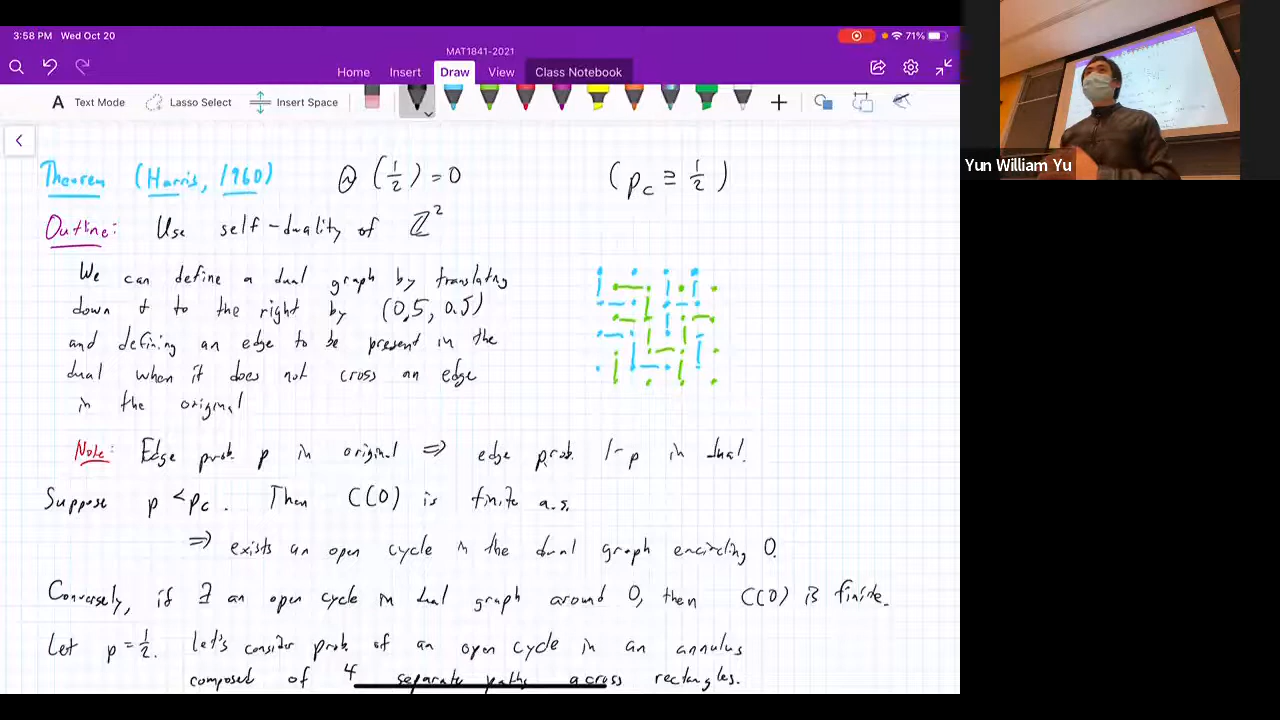 3:58 PM Wed Oct 20
71%
MAT1841-2021
Home Insert Draw View Class Notebook
A Text Mode Lasso Select Insert Space
Yun William Yu
Theorem (Harris, 1960) Θ(1/2) = 0 (p_c ≥ 1/2)
Outline: Use self-duality of ℤ²
We can define a dual graph by translating
down & to the right by (0.5, 0.5)
and defining an edge to be present in the
dual when it does not cross an edge
in the original
Note: Edge prob. p in original ⇒ edge prob. 1-p in dual.
Suppose p < p_c. Then C(0) is finite a.s.
⇒ exists an open cycle in the dual graph encircling 0.
Conversely, if ∃ an open cycle in dual graph around 0, then C(0) is finite.
Let p = 1/2. Let's consider prob. of an open cycle in an annulus
composed of 4 separate paths across rectangles.